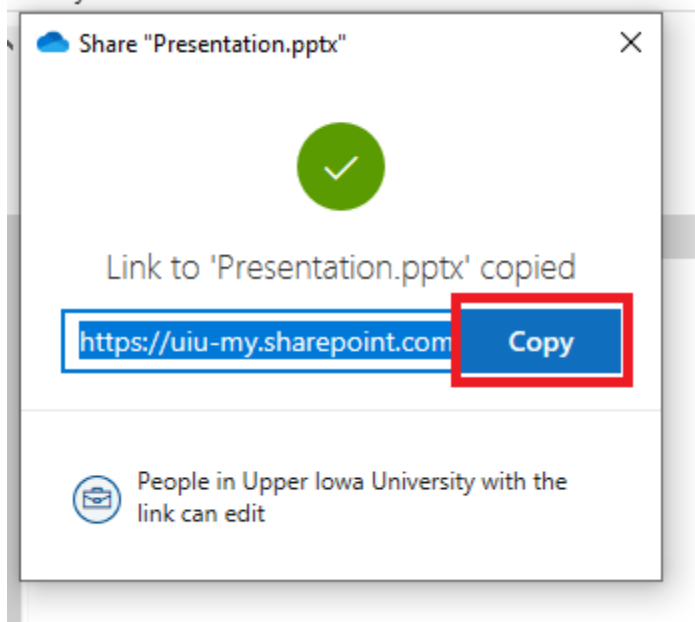 Share "Presentation.pptx"
Link to 'Presentation.pptx' copied
https://uiu-my.sharepoint.com
Copy
People in Upper Iowa University with the
link can edit